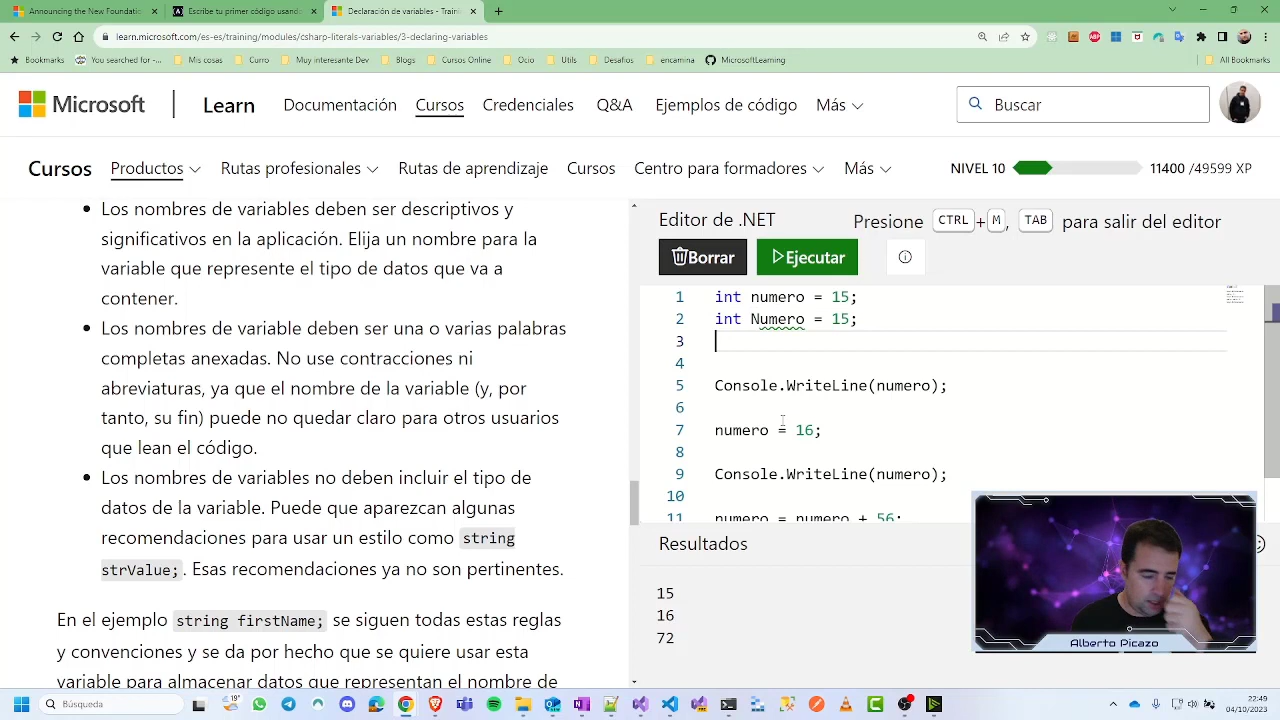 Announcing the New Foundatio
Escribe tu primer código usando
Declaración de variables - Traini
learn.microsoft.com/es-es/training/modules/csharp-literals-variables/3-declaring-variables
Bookmarks
You searched for -...
Mis cosas
Curro
Muy interesante Dev
Blogs
Cursos Online
Ocio
Utils
Desafios
encamina
MicrosoftLearning
All Bookmarks
Microsoft
Learn
Documentación
Cursos
Credenciales
Q&A
Ejemplos de código
Más
Buscar
Cursos
Productos
Rutas profesionales
Rutas de aprendizaje
Cursos
Centro para formadores
Más
NIVEL 10
11400 /49599 XP
Los nombres de variables deben ser descriptivos y
significativos en la aplicación. Elija un nombre para la
variable que represente el tipo de datos que va a
contener.
Los nombres de variable deben ser una o varias palabras
completas anexadas. No use contracciones ni
abreviaturas, ya que el nombre de la variable (y, por
tanto, su fin) puede no quedar claro para otros usuarios
que lean el código.
Los nombres de variables no deben incluir el tipo de
datos de la variable. Puede que aparezcan algunas
recomendaciones para usar un estilo como string
strValue;. Esas recomendaciones ya no son pertinentes.
En el ejemplo string firstName; se siguen todas estas reglas
y convenciones y se da por hecho que se quiere usar esta
variable para almacenar datos que representan el nombre de
Editor de .NET
Presione CTRL + M, TAB para salir del editor
Borrar
Ejecutar
1 int numero = 15;
2 int Numero = 15;
3
4
5 Console.WriteLine(numero);
6
7 numero = 16;
8
9 Console.WriteLine(numero);
10
11 numero = numero + 56;
Resultados
15
16
72
Alberto Picazo
Búsqueda
19°
22:49
04/10/2023